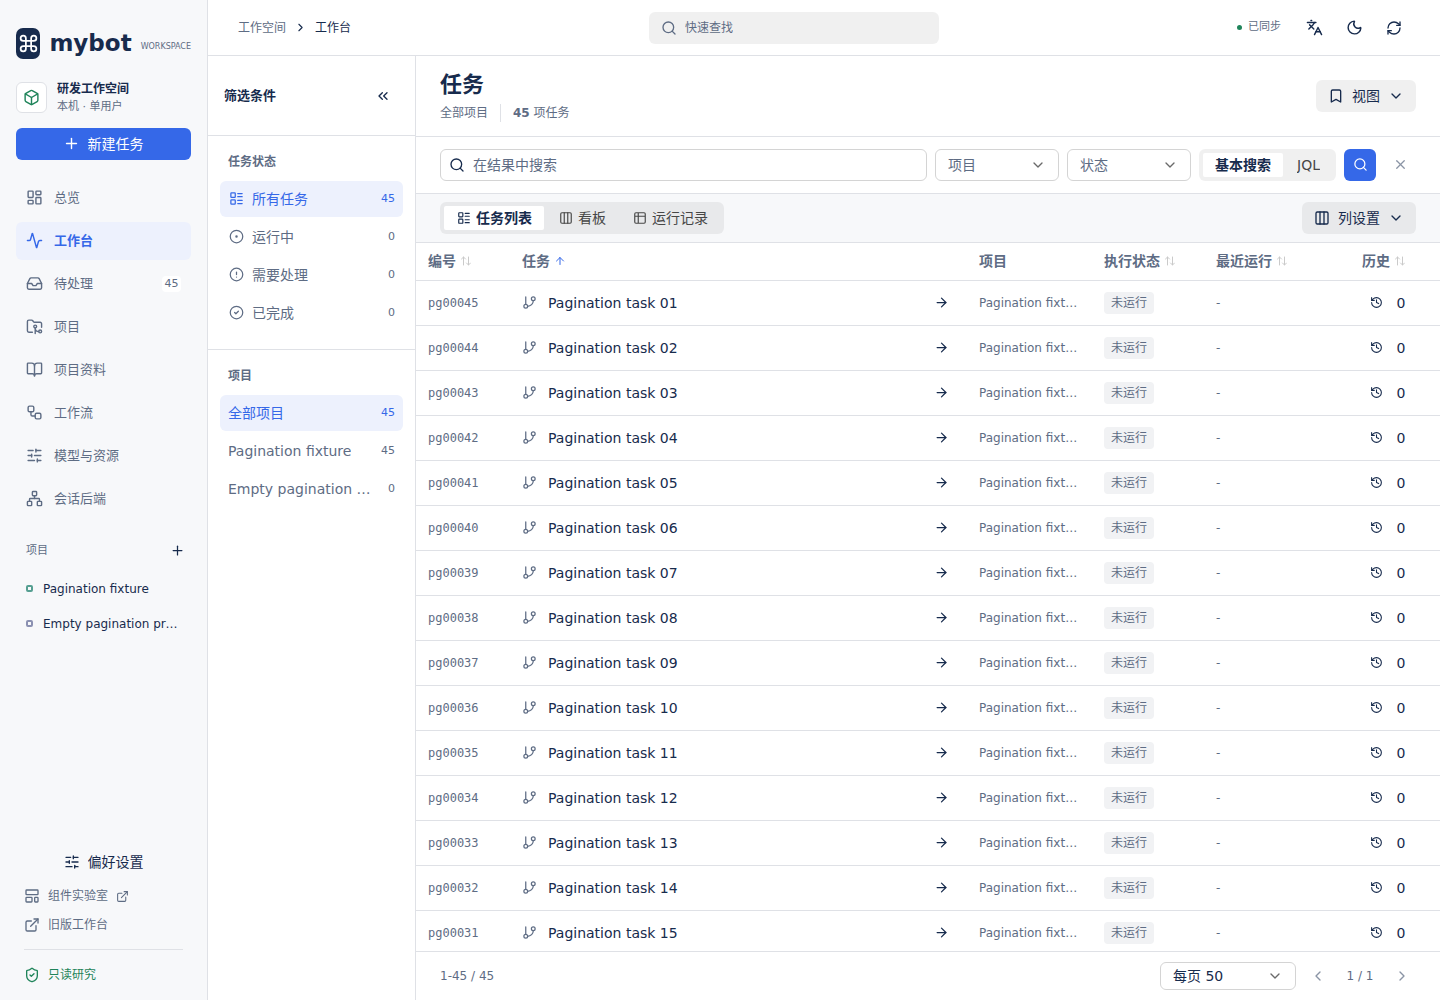 mybot WORKSPACE
研发工作空间
本机 · 单用户
新建任务
总览
工作台
待处理 45
项目
项目资料
工作流
模型与资源
会话后端
项目
Pagination fixture
Empty pagination pr...
偏好设置
组件实验室
旧版工作台
只读研究
工作空间 工作台
快速查找
已同步
筛选条件
任务状态
所有任务 45
运行中 0
需要处理 0
已完成 0
项目
全部项目 45
Pagination fixture 45
Empty pagination ... 0
任务
全部项目 45 项任务
视图
在结果中搜索 项目 状态 基本搜索 JQL
任务列表 看板 运行记录 列设置
编号 任务 项目 执行状态 最近运行 历史
pg00045 Pagination task 01 Pagination fixt... 未运行 - 0
pg00044 Pagination task 02 Pagination fixt... 未运行 - 0
pg00043 Pagination task 03 Pagination fixt... 未运行 - 0
pg00042 Pagination task 04 Pagination fixt... 未运行 - 0
pg00041 Pagination task 05 Pagination fixt... 未运行 - 0
pg00040 Pagination task 06 Pagination fixt... 未运行 - 0
pg00039 Pagination task 07 Pagination fixt... 未运行 - 0
pg00038 Pagination task 08 Pagination fixt... 未运行 - 0
pg00037 Pagination task 09 Pagination fixt... 未运行 - 0
pg00036 Pagination task 10 Pagination fixt... 未运行 - 0
pg00035 Pagination task 11 Pagination fixt... 未运行 - 0
pg00034 Pagination task 12 Pagination fixt... 未运行 - 0
pg00033 Pagination task 13 Pagination fixt... 未运行 - 0
pg00032 Pagination task 14 Pagination fixt... 未运行 - 0
pg00031 Pagination task 15 Pagination fixt... 未运行 - 0
1-45 / 45 每页 50 1 / 1